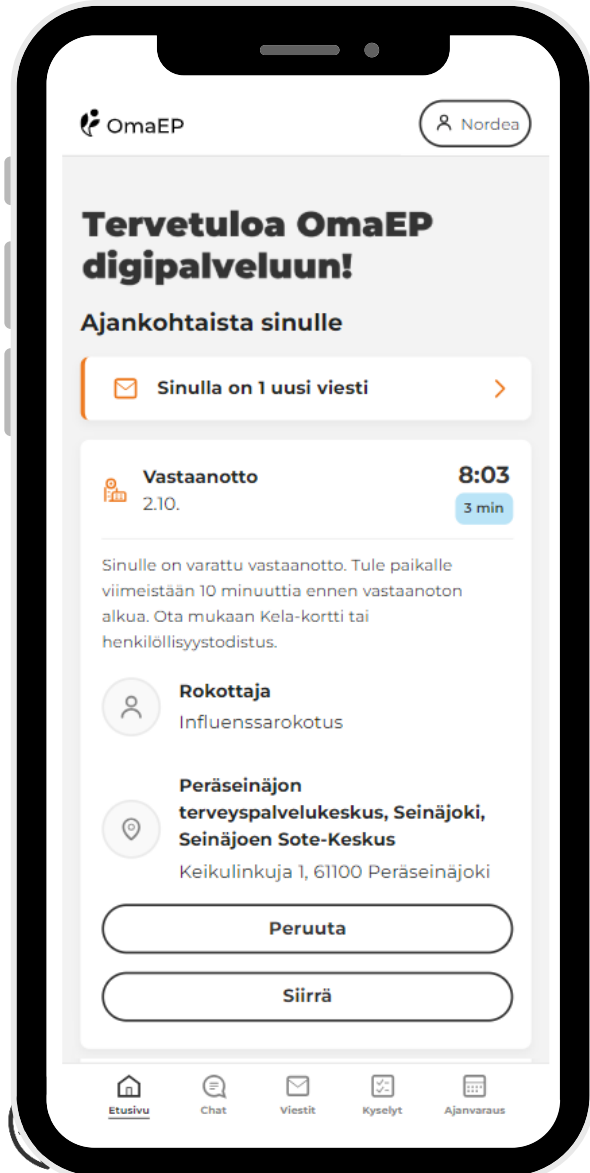 OmaEP
Nordea
Tervetuloa OmaEP
digipalveluun!
Ajankohtaista sinulle
Sinulla on 1 uusi viesti
Vastaanotto
8:03
2.10.
3 min
Sinulle on varattu vastaanotto. Tule paikalle
viimeistään 10 minuuttia ennen vastaanoton
alkua. Ota mukaan Kela-kortti tai
henkilöllisyystodistus.
Rokottaja
Influenssarokotus
Peräseinäjon
terveyspalvelukeskus, Seinäjoki,
Seinäjoen Sote-Keskus
Keikulinkuja 1, 61100 Peräseinäjoki
Peruuta
Siirrä
Etusivu
Chat
Viestit
Kyselyt
Ajanvaraus